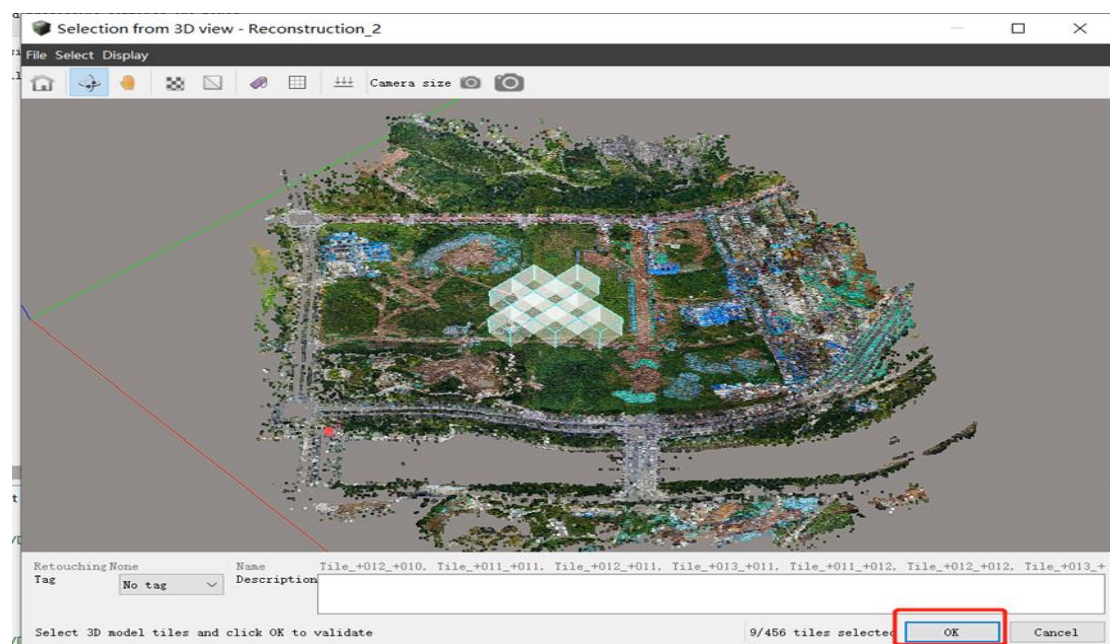 Selection from 3D view - Reconstruction_2
File Select Display
Camera size
Retouching None
Name Tile_+012_+010, Tile_+011_+011, Tile_+012_+011, Tile_+013_+011, Tile_+011_+012, Tile_+012_+012, Tile_+013_+
Tag No tag
Description
Select 3D model tiles and click OK to validate
9/456 tiles selected
OK
Cancel